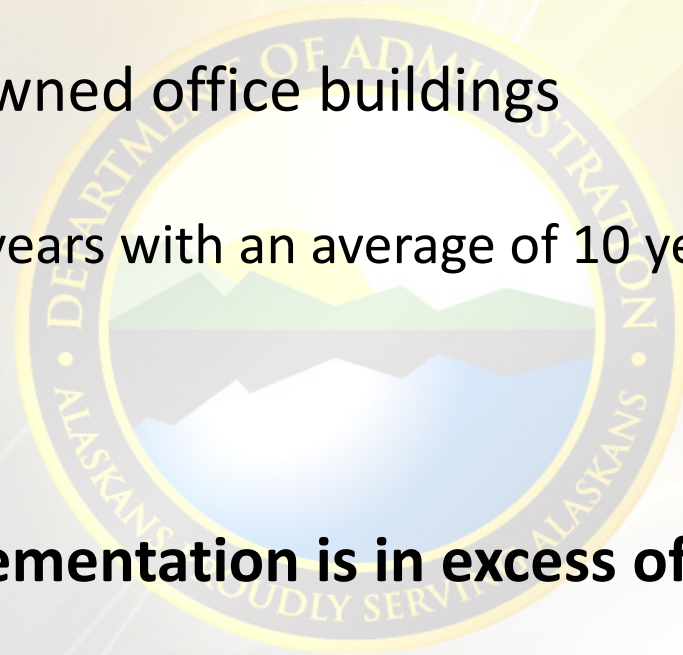 DEPARTMENT OF ADMINISTRATION
wned office buildings
years with an average of 10 ye
ementation is in excess of
ALASKANS PROUDLY SERVING ALASKANS